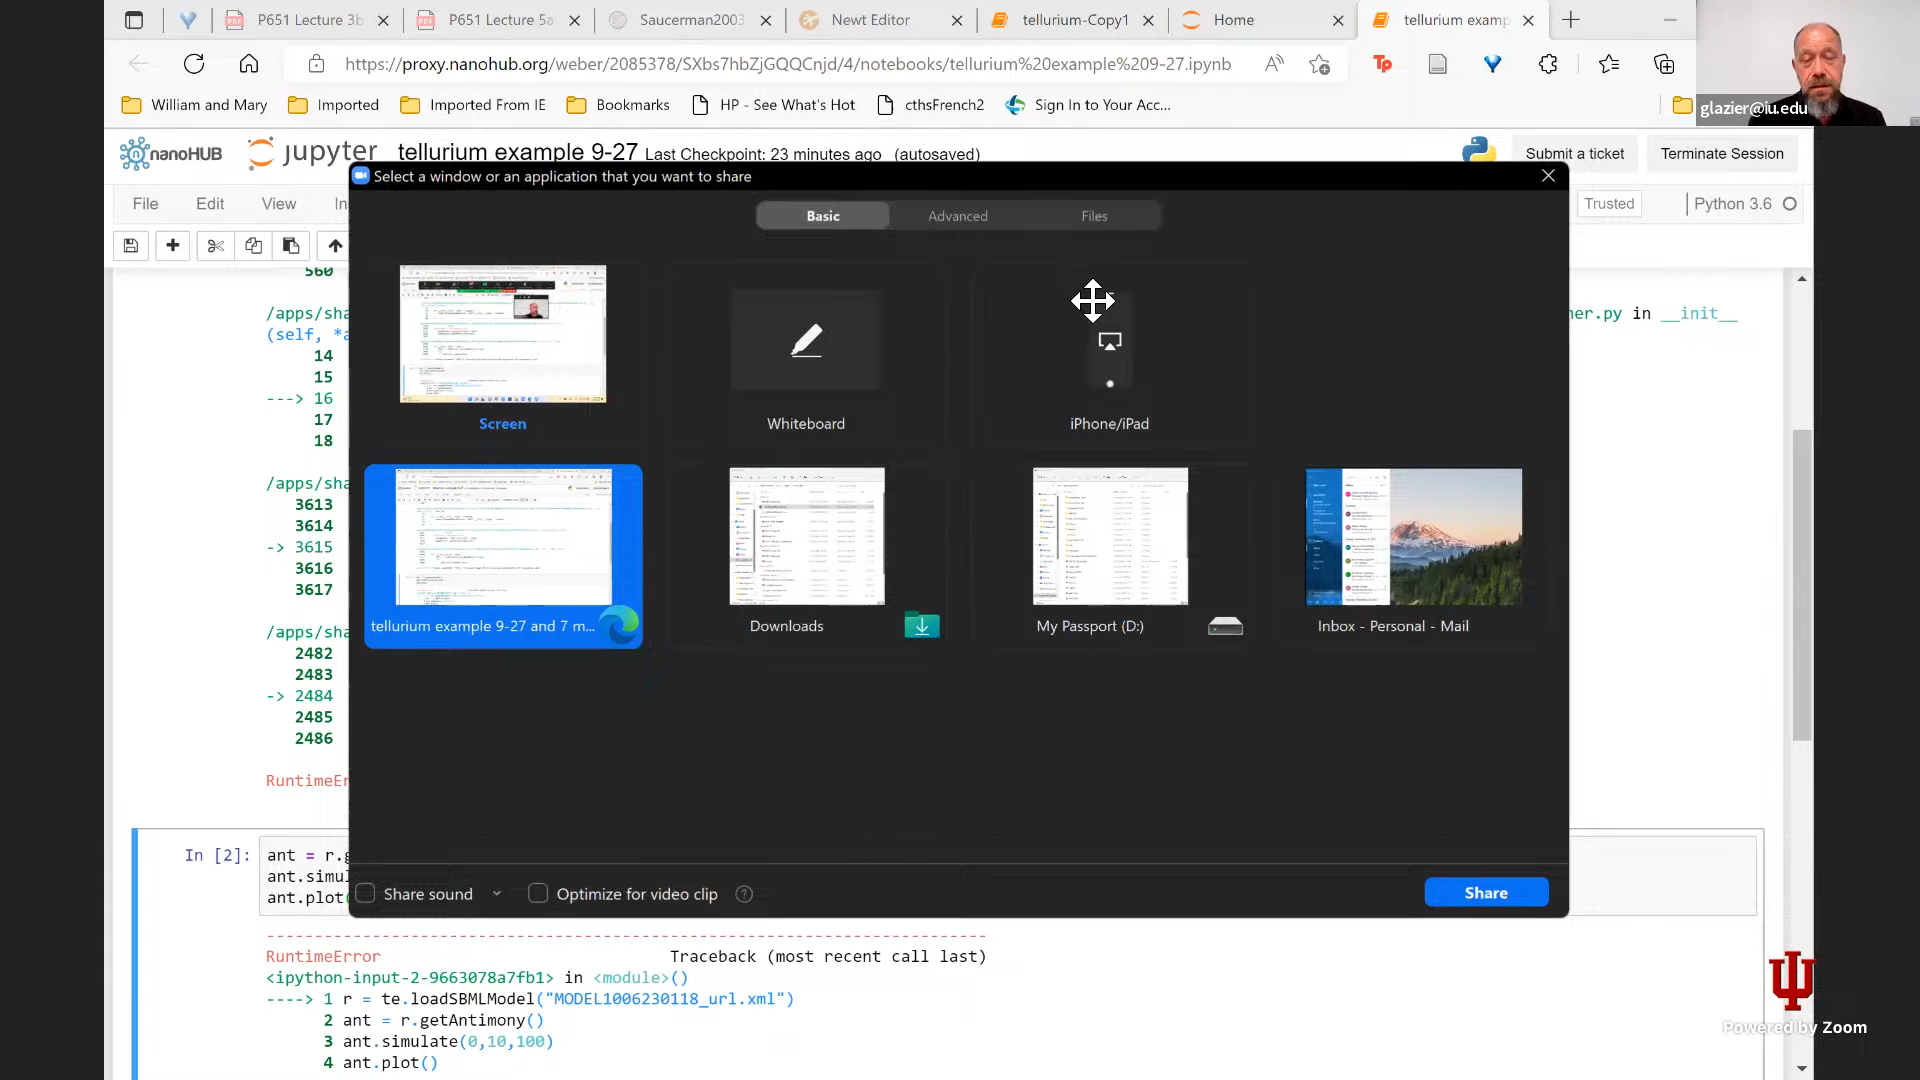 P651 Lecture 3b
P651 Lecture 5a
Saucerman2003
Newt Editor
tellurium-Copy1
Home
tellurium examp
https://proxy.nanohub.org/weber/2085378/SXbs7hbZjGQQCnjd/4/notebooks/tellurium%20example%209-27.ipynb
William and Mary
Imported
Imported From IE
Bookmarks
HP - See What's Hot
cthsFrench2
Sign In to Your Acc...
glazier@iu.edu
nanoHUB
jupyter
tellurium example 9-27 Last Checkpoint: 23 minutes ago (autosaved)
Submit a ticket
Terminate Session
Select a window or an application that you want to share
File
Edit
View
In
Trusted
Python 3.6
Basic
Advanced
Files
560
/apps/sha
ner.py in __init__
(self, *a
14
15
---> 16
17
18
Screen
Whiteboard
iPhone/iPad
/apps/sha
3613
3614
-> 3615
3616
3617
tellurium example 9-27 and 7 m...
Downloads
My Passport (D:)
Inbox - Personal - Mail
/apps/sha
2482
2483
-> 2484
2485
2486
RuntimeEr
In [2]:
ant = r.g
ant.simul
ant.plot(
Share sound
Optimize for video clip
?
Share
RuntimeError Traceback (most recent call last)
<ipython-input-2-9663078a7fb1> in <module>()
----> 1 r = te.loadSBMLModel("MODEL1006230118_url.xml")
2 ant = r.getAntimony()
3 ant.simulate(0,10,100)
4 ant.plot()
Powered by Zoom